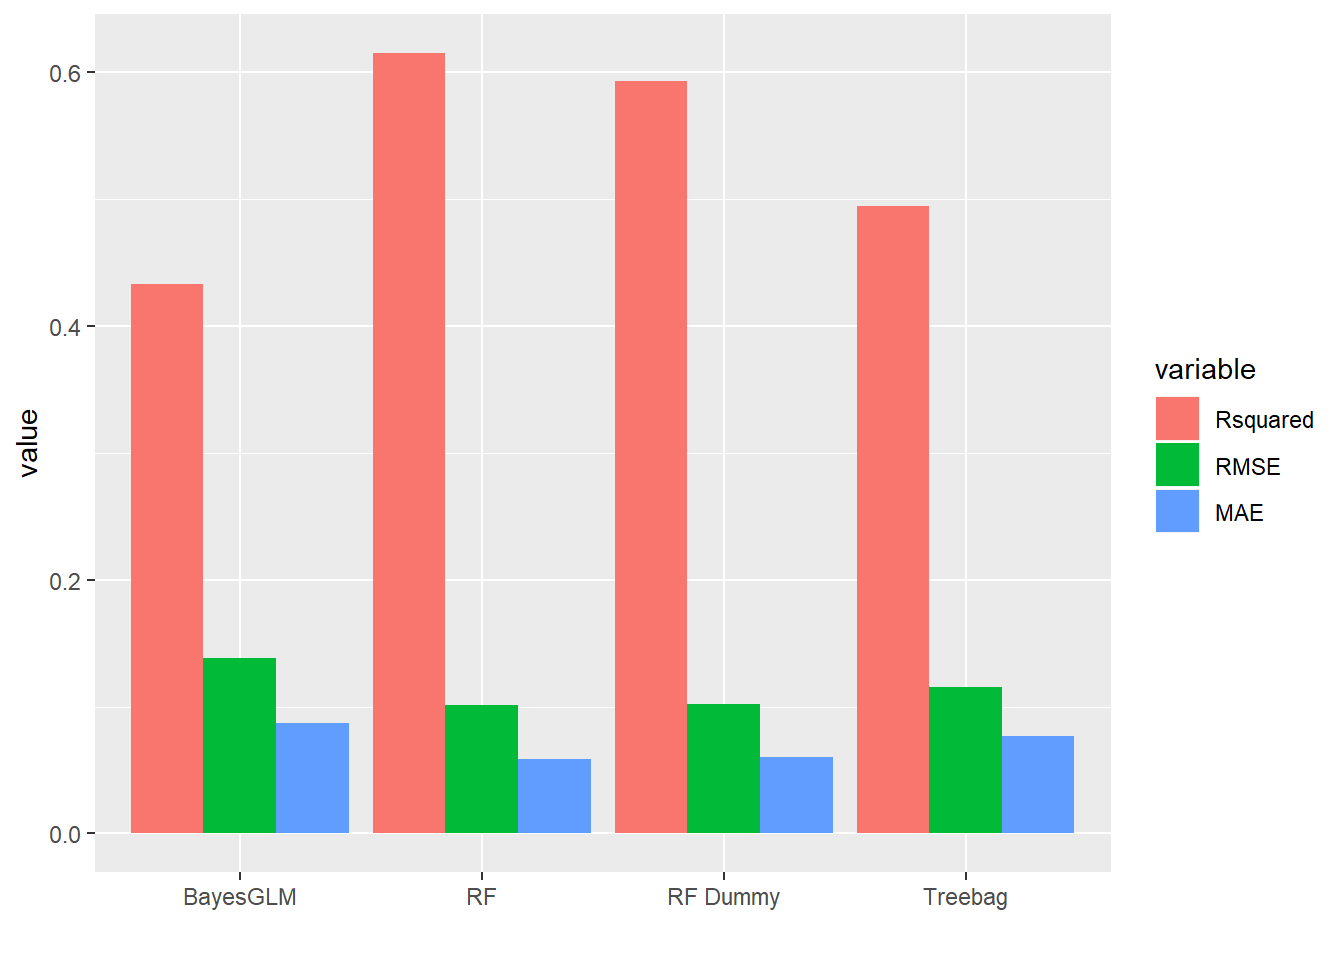 0.6
0.4
0.2
0.0
value
BayesGLM
RF
RF Dummy
Treebag
variable
Rsquared
RMSE
MAE